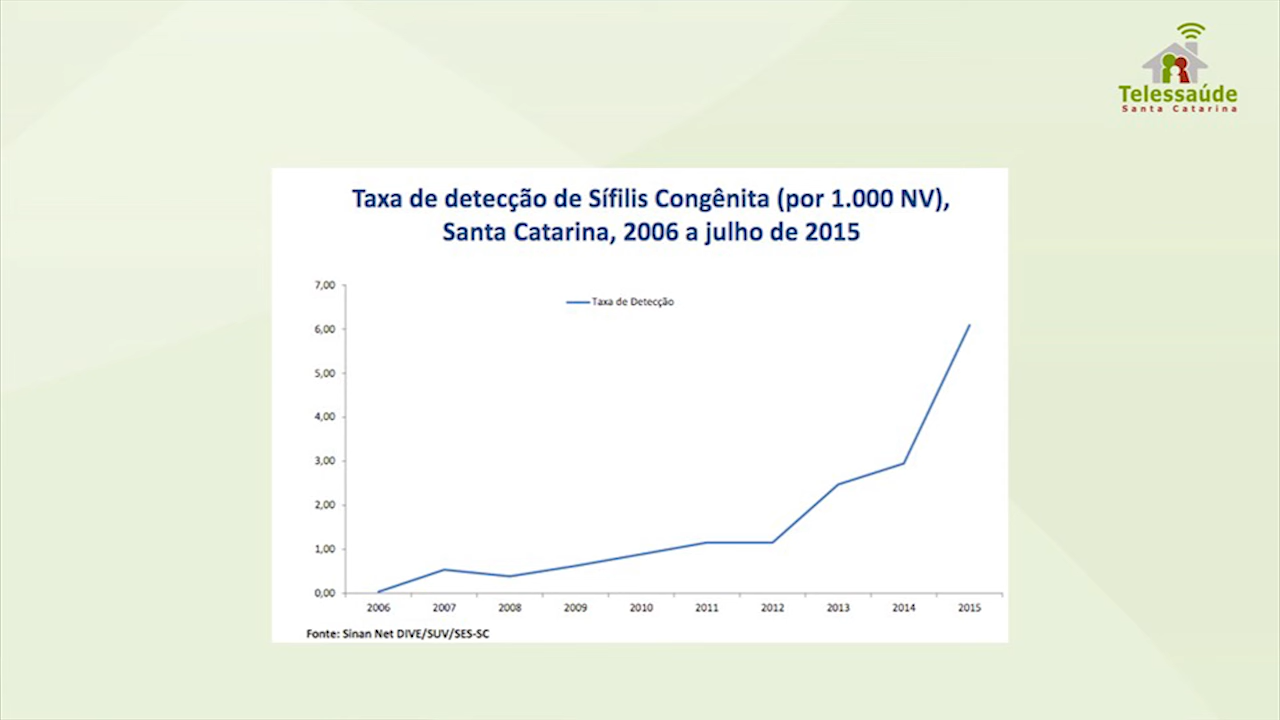 Telessaúde
Santa Catarina
Taxa de detecção de Sífilis Congênita (por 1.000 NV),
Santa Catarina, 2006 a julho de 2015
Taxa de Detecção
7,00
6,00
5,00
4,00
3,00
2,00
1,00
0,00
2006 2007 2008 2009 2010 2011 2012 2013 2014 2015
Fonte: Sinan Net DIVE/SUV/SES-SC